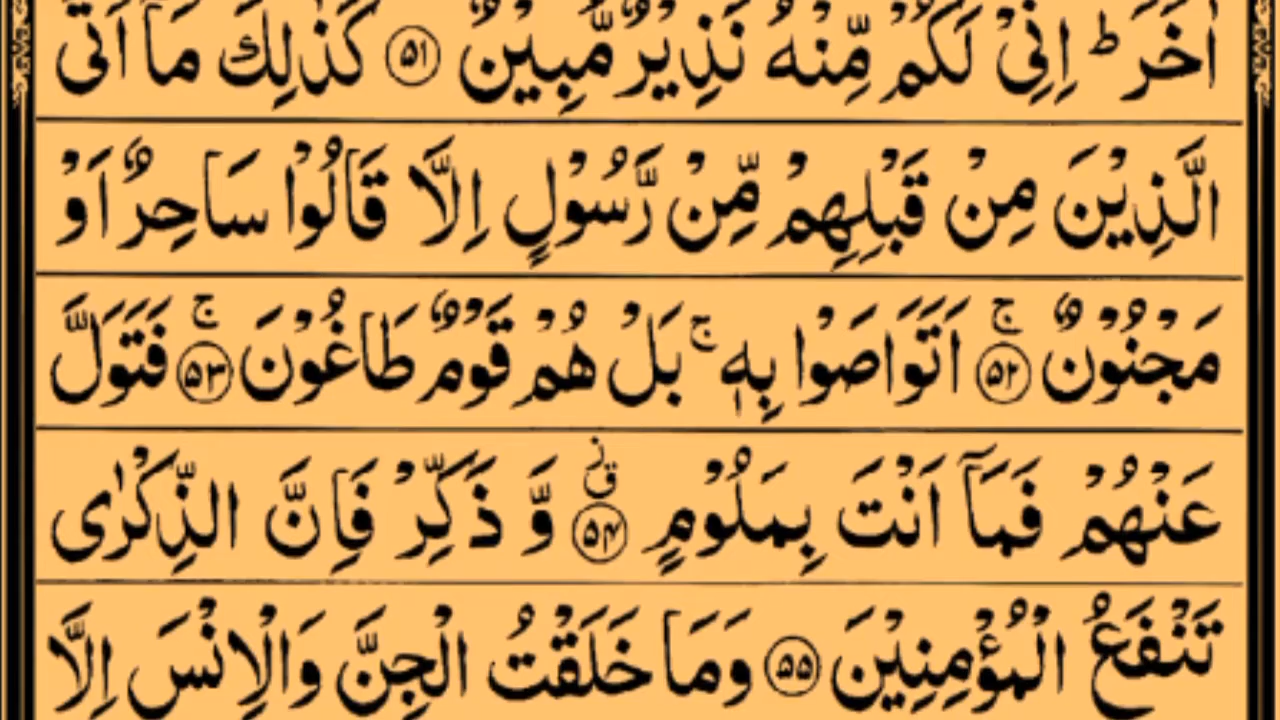 اٰخَرَ ؕ اِنِّیْ لَكُمْ مِّنْهُ نَذِیْرٌ مُّبِیْنٌ ﴿۵۱﴾ كَذٰلِكَ مَاۤ اَتَی
الَّذِیْنَ مِنْ قَبْلِهِمْ مِّنْ رَّسُوْلٍ اِلَّا قَالُوْا سَاحِرٌ اَوْ
مَجْنُوْنٌ ﴿۵۲﴾ۚ اَتَوَاصَوْا بِهٖ ۚ بَلْ هُمْ قَوْمٌ طَاغُوْنَ ﴿۵۳﴾ۚ فَتَوَلَّ
عَنْهُمْ فَمَاۤ اَنْتَ بِمَلُوْمٍ ﴿۵۴﴾ؗ وَّ ذَكِّرْ فَاِنَّ الذِّكْرٰی
تَنْفَعُ الْمُؤْمِنِیْنَ ﴿۵۵﴾ وَمَا خَلَقْتُ الْجِنَّ وَالْاِنْسَ اِلَّا